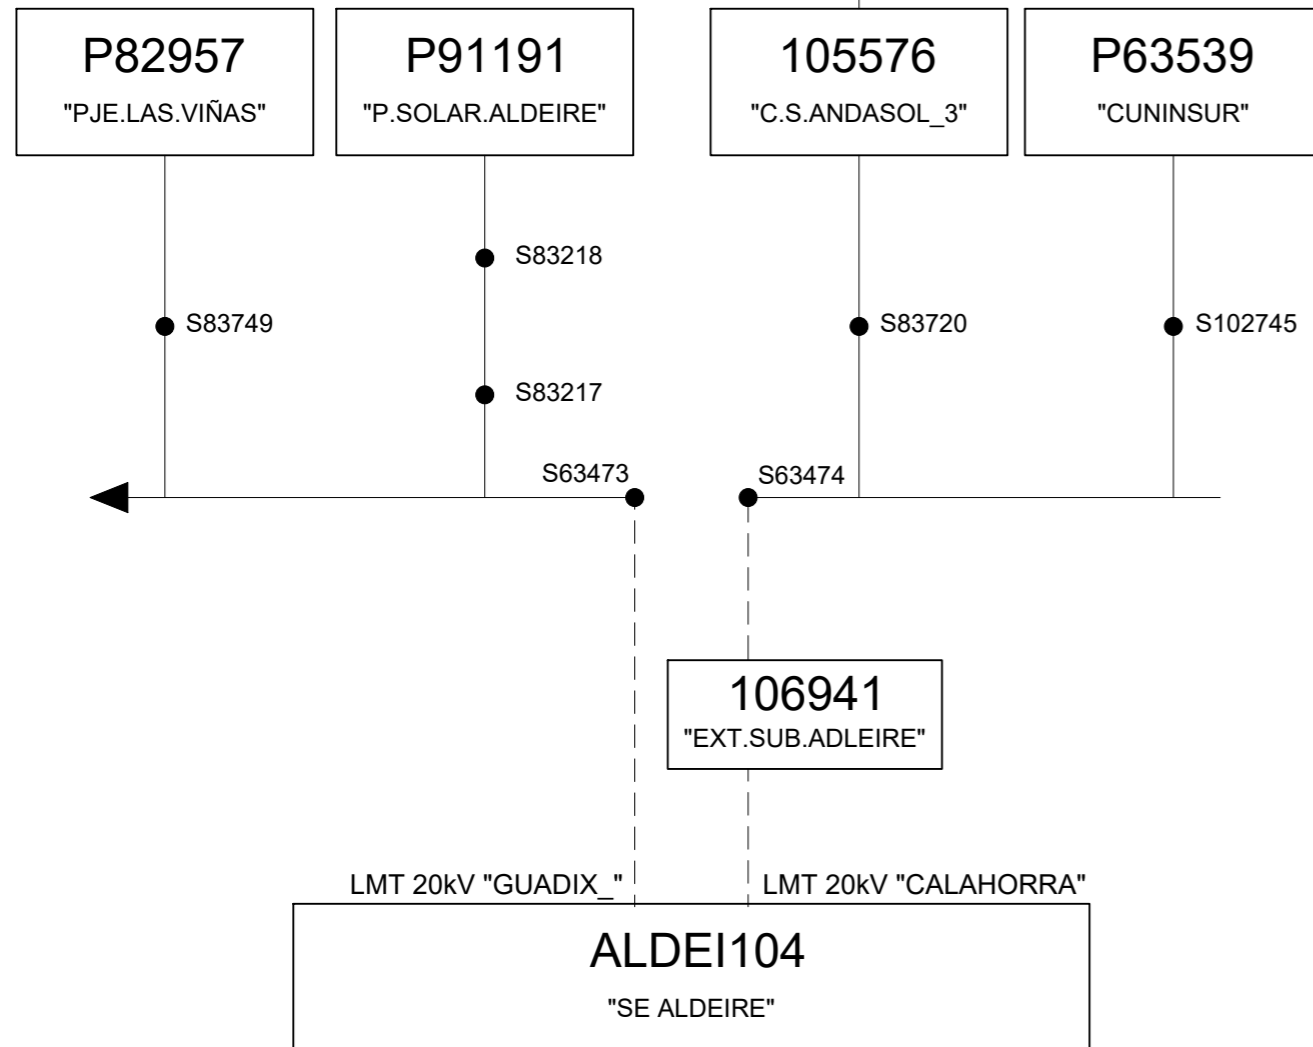 P82957
"PJE.LAS.VIÑAS"
P91191
"P.SOLAR.ALDEIRE"
105576
"C.S.ANDASOL_3"
P63539
"CUNINSUR"
S83218
S83749
S83720
S102745
S83217
S63473
S63474
106941
"EXT.SUB.ADLEIRE"
LMT 20kV "GUADIX_"
LMT 20kV "CALAHORRA"
ALDEI104
"SE ALDEIRE"